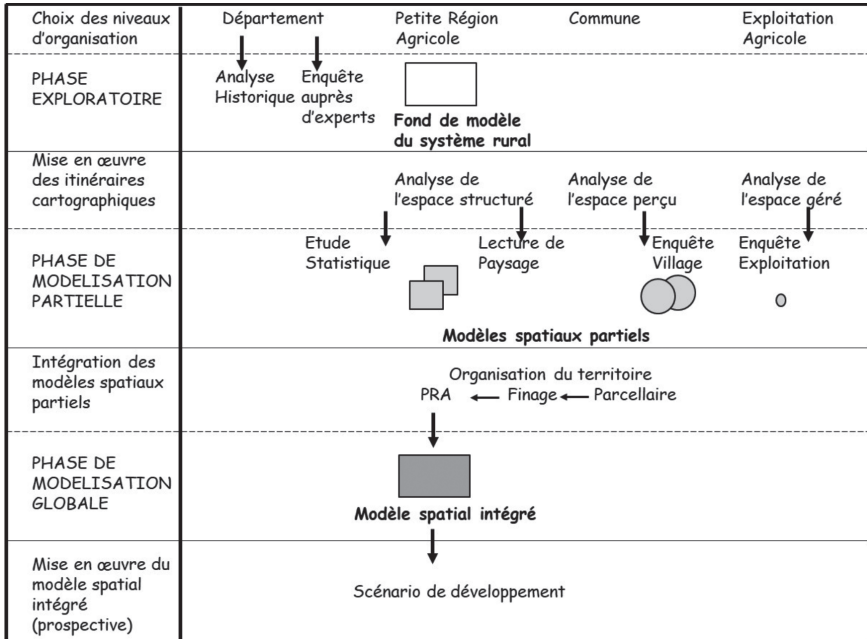 Choix des niveaux
d'organisation
Département
Petite Région
Agricole
Commune
Exploitation
Agricole
PHASE
EXPLORATOIRE
Analyse
Historique
Enquête
auprès
d'experts
Fond de modèle
du système rural
Mise en œuvre
des itinéraires
cartographiques
Analyse de
l'espace structuré
Analyse de
l'espace perçu
Analyse de
l'espace géré
PHASE DE
MODELISATION
PARTIELLE
Etude
Statistique
Lecture de
Paysage
Enquête
Village
Enquête
Exploitation
Modèles spatiaux partiels
Intégration des
modèles spatiaux
partiels
Organisation du territoire
PRA
Finage
Parcellaire
PHASE DE
MODELISATION
GLOBALE
Modèle spatial intégré
Mise en œuvre du
modèle spatial
intégré
(prospective)
Scénario de développement